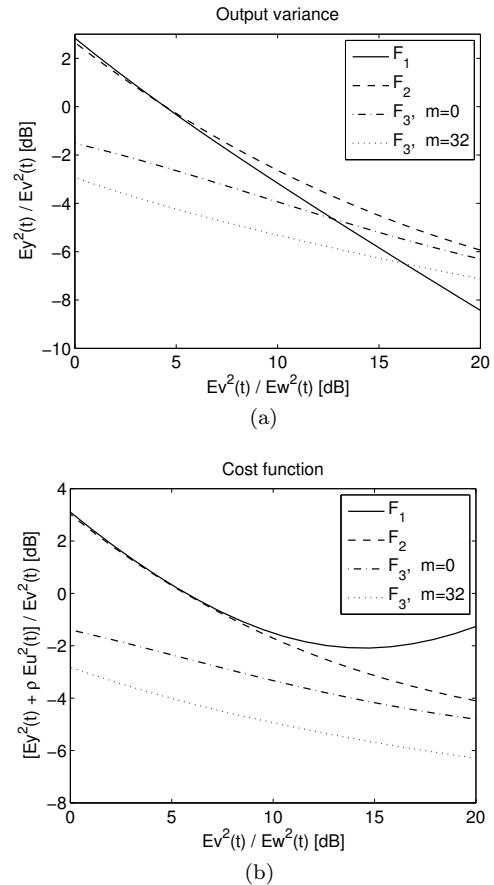 Output variance
2
0
−2
−4
−6
−8
−10
0 5 10 15 20
Ey²(t) / Ev²(t) [dB]
Ev²(t) / Ew²(t) [dB]
F₁
F₂
F₃, m=0
F₃, m=32
(a)
Cost function
4
2
0
−2
−4
−6
−8
0 5 10 15 20
[Ey²(t) + ρ Eu²(t)] / Ev²(t) [dB]
Ev²(t) / Ew²(t) [dB]
F₁
F₂
F₃, m=0
F₃, m=32
(b)